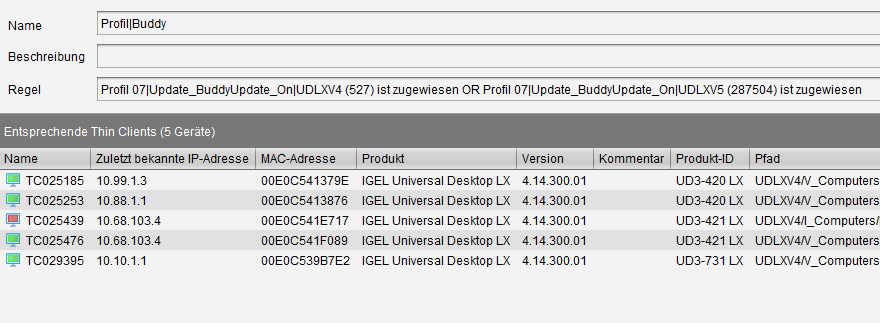 Name Profil|Buddy
Beschreibung
Regel Profil 07|Update_BuddyUpdate_On|UDLXV4 (527) ist zugewiesen OR Profil 07|Update_BuddyUpdate_On|UDLXV5 (287504) ist zugewiesen
Entsprechende Thin Clients (5 Geräte)
Name Zuletzt bekannte IP-Adresse MAC-Adresse Produkt Version Kommentar Produkt-ID Pfad
TC025185 10.99.1.3 00E0C541379E IGEL Universal Desktop LX 4.14.300.01 UD3-420 LX UDLXV4/V_Computers
TC025253 10.88.1.1 00E0C5413876 IGEL Universal Desktop LX 4.14.300.01 UD3-420 LX UDLXV4/V_Computers
TC025439 10.68.103.4 00E0C541E717 IGEL Universal Desktop LX 4.14.300.01 UD3-421 LX UDLXV4/I_Computers/
TC025476 10.68.103.4 00E0C541F089 IGEL Universal Desktop LX 4.14.300.01 UD3-421 LX UDLXV4/V_Computers
TC029395 10.10.1.1 00E0C539B7E2 IGEL Universal Desktop LX 4.14.300.01 UD3-731 LX UDLXV4/V_Computers